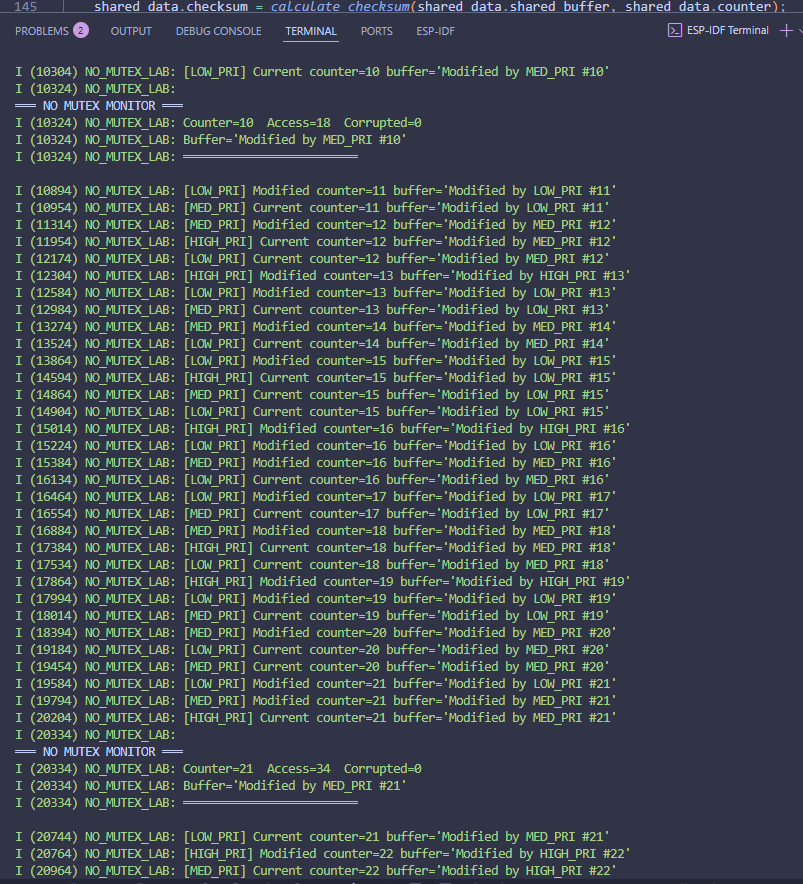 145 shared_data.checksum = calculate_checksum(shared_data.shared_buffer, shared_data.counter);
PROBLEMS 2 OUTPUT DEBUG CONSOLE TERMINAL PORTS ESP-IDF ESP-IDF Terminal
I (10304) NO_MUTEX_LAB: [LOW_PRI] Current counter=10 buffer='Modified by MED_PRI #10'
I (10324) NO_MUTEX_LAB:
═══ NO MUTEX MONITOR ═══
I (10324) NO_MUTEX_LAB: Counter=10 Access=18 Corrupted=0
I (10324) NO_MUTEX_LAB: Buffer='Modified by MED_PRI #10'
I (10324) NO_MUTEX_LAB: ═════════════════════════
I (10894) NO_MUTEX_LAB: [LOW_PRI] Modified counter=11 buffer='Modified by LOW_PRI #11'
I (10954) NO_MUTEX_LAB: [MED_PRI] Current counter=11 buffer='Modified by LOW_PRI #11'
I (11314) NO_MUTEX_LAB: [MED_PRI] Modified counter=12 buffer='Modified by MED_PRI #12'
I (11954) NO_MUTEX_LAB: [HIGH_PRI] Current counter=12 buffer='Modified by MED_PRI #12'
I (12174) NO_MUTEX_LAB: [LOW_PRI] Current counter=12 buffer='Modified by MED_PRI #12'
I (12304) NO_MUTEX_LAB: [HIGH_PRI] Modified counter=13 buffer='Modified by HIGH_PRI #13'
I (12584) NO_MUTEX_LAB: [LOW_PRI] Modified counter=13 buffer='Modified by LOW_PRI #13'
I (12984) NO_MUTEX_LAB: [MED_PRI] Current counter=13 buffer='Modified by LOW_PRI #13'
I (13274) NO_MUTEX_LAB: [MED_PRI] Modified counter=14 buffer='Modified by MED_PRI #14'
I (13524) NO_MUTEX_LAB: [LOW_PRI] Current counter=14 buffer='Modified by MED_PRI #14'
I (13864) NO_MUTEX_LAB: [LOW_PRI] Modified counter=15 buffer='Modified by LOW_PRI #15'
I (14594) NO_MUTEX_LAB: [HIGH_PRI] Current counter=15 buffer='Modified by LOW_PRI #15'
I (14864) NO_MUTEX_LAB: [MED_PRI] Current counter=15 buffer='Modified by LOW_PRI #15'
I (14904) NO_MUTEX_LAB: [LOW_PRI] Current counter=15 buffer='Modified by LOW_PRI #15'
I (15014) NO_MUTEX_LAB: [HIGH_PRI] Modified counter=16 buffer='Modified by HIGH_PRI #16'
I (15224) NO_MUTEX_LAB: [LOW_PRI] Modified counter=16 buffer='Modified by LOW_PRI #16'
I (15384) NO_MUTEX_LAB: [MED_PRI] Modified counter=16 buffer='Modified by MED_PRI #16'
I (16134) NO_MUTEX_LAB: [LOW_PRI] Current counter=16 buffer='Modified by MED_PRI #16'
I (16464) NO_MUTEX_LAB: [LOW_PRI] Modified counter=17 buffer='Modified by LOW_PRI #17'
I (16554) NO_MUTEX_LAB: [MED_PRI] Current counter=17 buffer='Modified by LOW_PRI #17'
I (16884) NO_MUTEX_LAB: [MED_PRI] Modified counter=18 buffer='Modified by MED_PRI #18'
I (17384) NO_MUTEX_LAB: [HIGH_PRI] Current counter=18 buffer='Modified by MED_PRI #18'
I (17534) NO_MUTEX_LAB: [LOW_PRI] Current counter=18 buffer='Modified by MED_PRI #18'
I (17864) NO_MUTEX_LAB: [HIGH_PRI] Modified counter=19 buffer='Modified by HIGH_PRI #19'
I (17994) NO_MUTEX_LAB: [LOW_PRI] Modified counter=19 buffer='Modified by LOW_PRI #19'
I (18014) NO_MUTEX_LAB: [MED_PRI] Current counter=19 buffer='Modified by LOW_PRI #19'
I (18394) NO_MUTEX_LAB: [MED_PRI] Modified counter=20 buffer='Modified by MED_PRI #20'
I (19184) NO_MUTEX_LAB: [LOW_PRI] Current counter=20 buffer='Modified by MED_PRI #20'
I (19454) NO_MUTEX_LAB: [MED_PRI] Current counter=20 buffer='Modified by MED_PRI #20'
I (19584) NO_MUTEX_LAB: [LOW_PRI] Modified counter=21 buffer='Modified by LOW_PRI #21'
I (19794) NO_MUTEX_LAB: [MED_PRI] Modified counter=21 buffer='Modified by MED_PRI #21'
I (20204) NO_MUTEX_LAB: [HIGH_PRI] Current counter=21 buffer='Modified by MED_PRI #21'
I (20334) NO_MUTEX_LAB:
═══ NO MUTEX MONITOR ═══
I (20334) NO_MUTEX_LAB: Counter=21 Access=34 Corrupted=0
I (20334) NO_MUTEX_LAB: Buffer='Modified by MED_PRI #21'
I (20334) NO_MUTEX_LAB: ═════════════════════════
I (20744) NO_MUTEX_LAB: [LOW_PRI] Current counter=21 buffer='Modified by MED_PRI #21'
I (20764) NO_MUTEX_LAB: [HIGH_PRI] Modified counter=22 buffer='Modified by HIGH_PRI #22'
I (20964) NO_MUTEX_LAB: [MED_PRI] Current counter=22 buffer='Modified by HIGH_PRI #22'